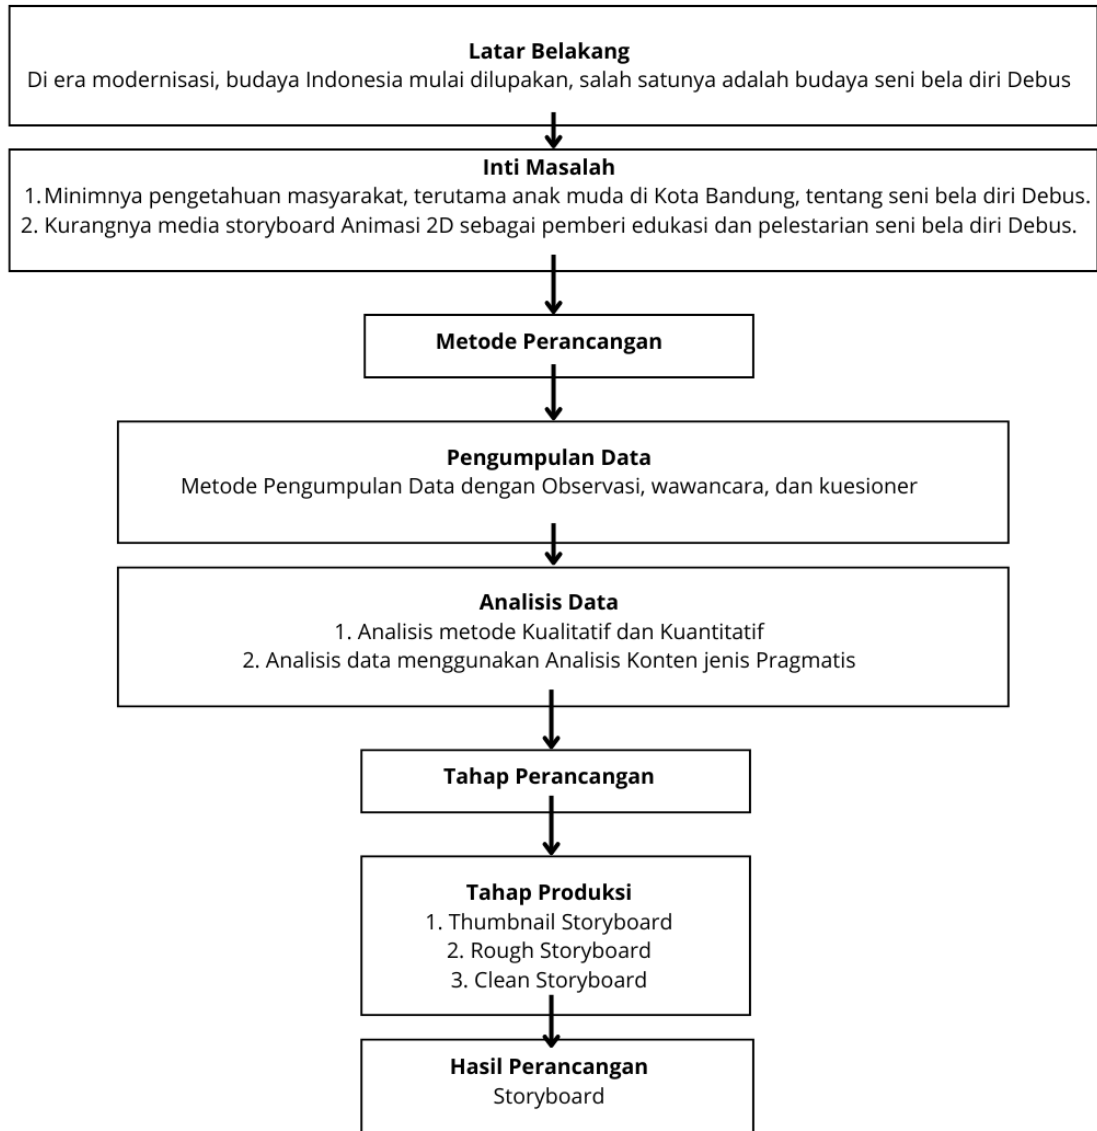 Latar Belakang
Di era modernisasi, budaya Indonesia mulai dilupakan, salah satunya adalah budaya seni bela diri Debus
Inti Masalah
1. Minimnya pengetahuan masyarakat, terutama anak muda di Kota Bandung, tentang seni bela diri Debus.
2. Kurangnya media storyboard Animasi 2D sebagai pemberi edukasi dan pelestarian seni bela diri Debus.
Metode Perancangan
Pengumpulan Data
Metode Pengumpulan Data dengan Observasi, wawancara, dan kuesioner
Analisis Data
1. Analisis metode Kualitatif dan Kuantitatif
2. Analisis data menggunakan Analisis Konten jenis Pragmatis
Tahap Perancangan
Tahap Produksi
1. Thumbnail Storyboard
2. Rough Storyboard
3. Clean Storyboard
Hasil Perancangan
Storyboard